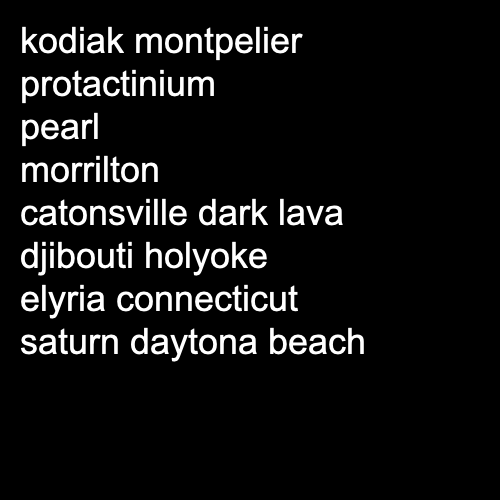 kodiak montpelier
protactinium
pearl
morrilton
catonsville dark lava
djibouti holyoke
elyria connecticut
saturn daytona beach